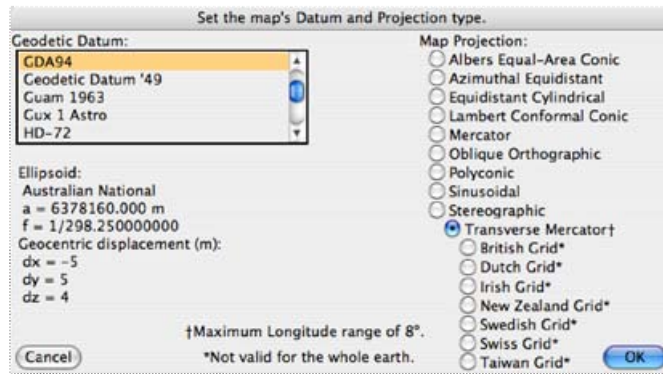 Set the map's Datum and Projection type.
Geodetic Datum:
GDA94
Geodetic Datum '49
Guam 1963
Gux 1 Astro
HD-72
Ellipsoid:
Australian National
a = 6378160.000 m
f = 1/298.250000000
Geocentric displacement (m):
dx = -5
dy = 5
dz = 4
Map Projection:
Albers Equal-Area Conic
Azimuthal Equidistant
Equidistant Cylindrical
Lambert Conformal Conic
Mercator
Oblique Orthographic
Polyconic
Sinusoidal
Stereographic
Transverse Mercator†
British Grid*
Dutch Grid*
Irish Grid*
New Zealand Grid*
Swedish Grid*
Swiss Grid*
Taiwan Grid*
†Maximum Longitude range of 8°.
*Not valid for the whole earth.
Cancel
OK